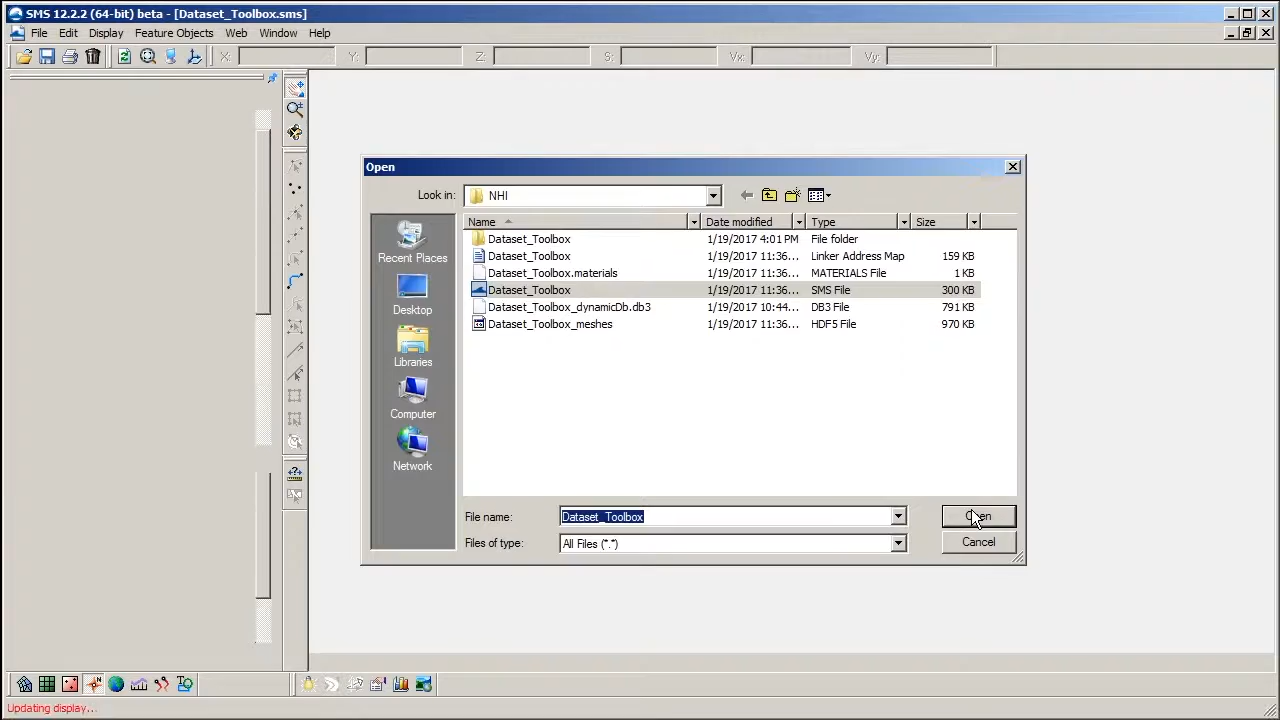 SMS 12.2.2 (64-bit) beta - [Dataset_Toolbox.sms]
File Edit Display Feature Objects Web Window Help
X: Y: Z: S: Vx: Vy:
Open
Look in: NHI
Name Date modified Type Size
Dataset_Toolbox 1/19/2017 4:01 PM File folder
Dataset_Toolbox 1/19/2017 11:36... Linker Address Map 159 KB
Dataset_Toolbox.materials 1/19/2017 11:36... MATERIALS File 1 KB
Dataset_Toolbox 1/19/2017 11:36... SMS File 300 KB
Dataset_Toolbox_dynamicDb.db3 1/19/2017 10:44... DB3 File 791 KB
Dataset_Toolbox_meshes 1/19/2017 11:36... HDF5 File 970 KB
Recent Places
Desktop
Libraries
Computer
Network
File name: Dataset_Toolbox Open
Files of type: All Files (*.*) Cancel
Updating display...